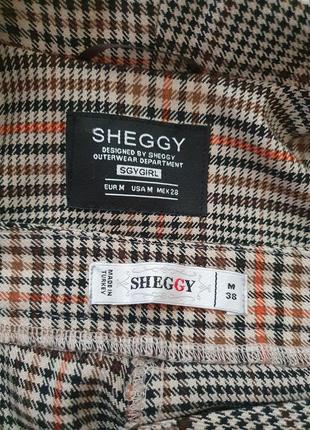 SHEGGY
DESIGNED BY SHEGGY
OUTERWEAR DEPARTMENT
SGYGIRL
EUR M USA M MEX 28
MADE IN
TURKEY
SHEGGY
M
38